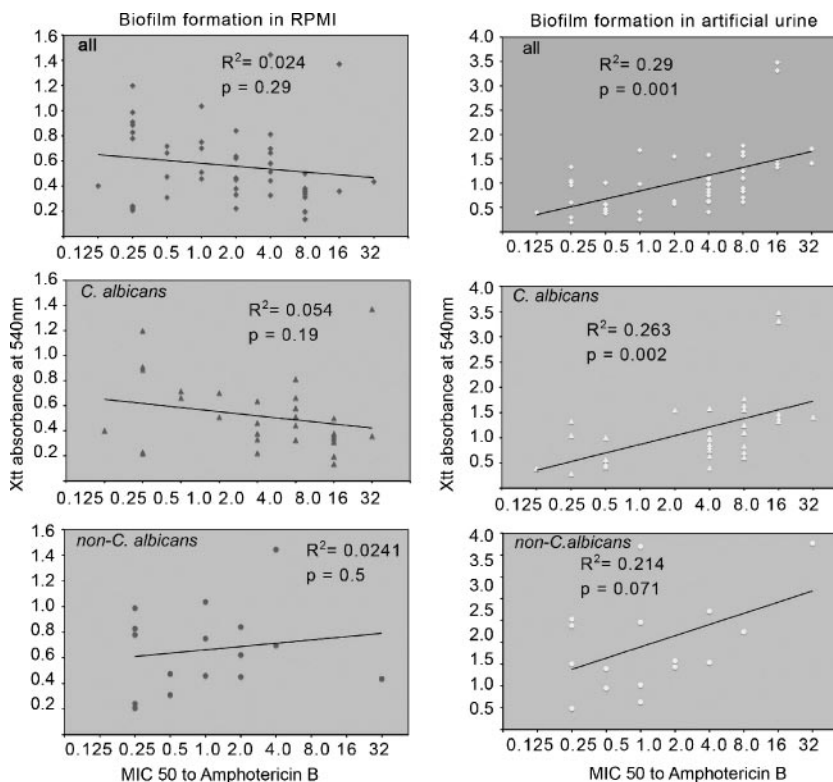 Biofilm formation in RPMI
all
R²= 0.024
p = 0.29
1.6
1.4
1.2
1.0
0.8
0.6
0.4
0.2
0.125 0.25 0.5 1.0 2.0 4.0 8.0 16 32
Biofilm formation in artificial urine
all
R²= 0.29
p = 0.001
4.0
3.5
3.0
2.5
2.0
1.5
1.0
0.5
0.125 0.25 0.5 1.0 2.0 4.0 8.0 16 32
Xtt absorbance at 540nm
C. albicans
R²= 0.054
p = 0.19
1.6
1.4
1.2
1.0
0.8
0.6
0.4
0.2
0.125 0.25 0.5 1.0 2.0 4.0 8.0 16 32
Xtt absorbance at 540nm
C. albicans
R²= 0.263
p = 0.002
4.0
3.5
3.0
2.5
2.0
1.5
1.0
0.5
0.125 0.25 0.5 1.0 2.0 4.0 8.0 16 32
non-C. albicans
R²= 0.0241
p = 0.5
1.6
1.4
1.2
1.0
0.8
0.6
0.4
0.2
0.125 0.25 0.5 1.0 2.0 4.0 8.0 16 32
MIC 50 to Amphotericin B
non-C.albicans
R²= 0.214
p = 0.071
4.0
3.5
3.0
2.5
2.0
1.5
1.0
0.5
0.125 0.25 0.5 1.0 2.0 4.0 8.0 16 32
MIC 50 to Amphotericin B